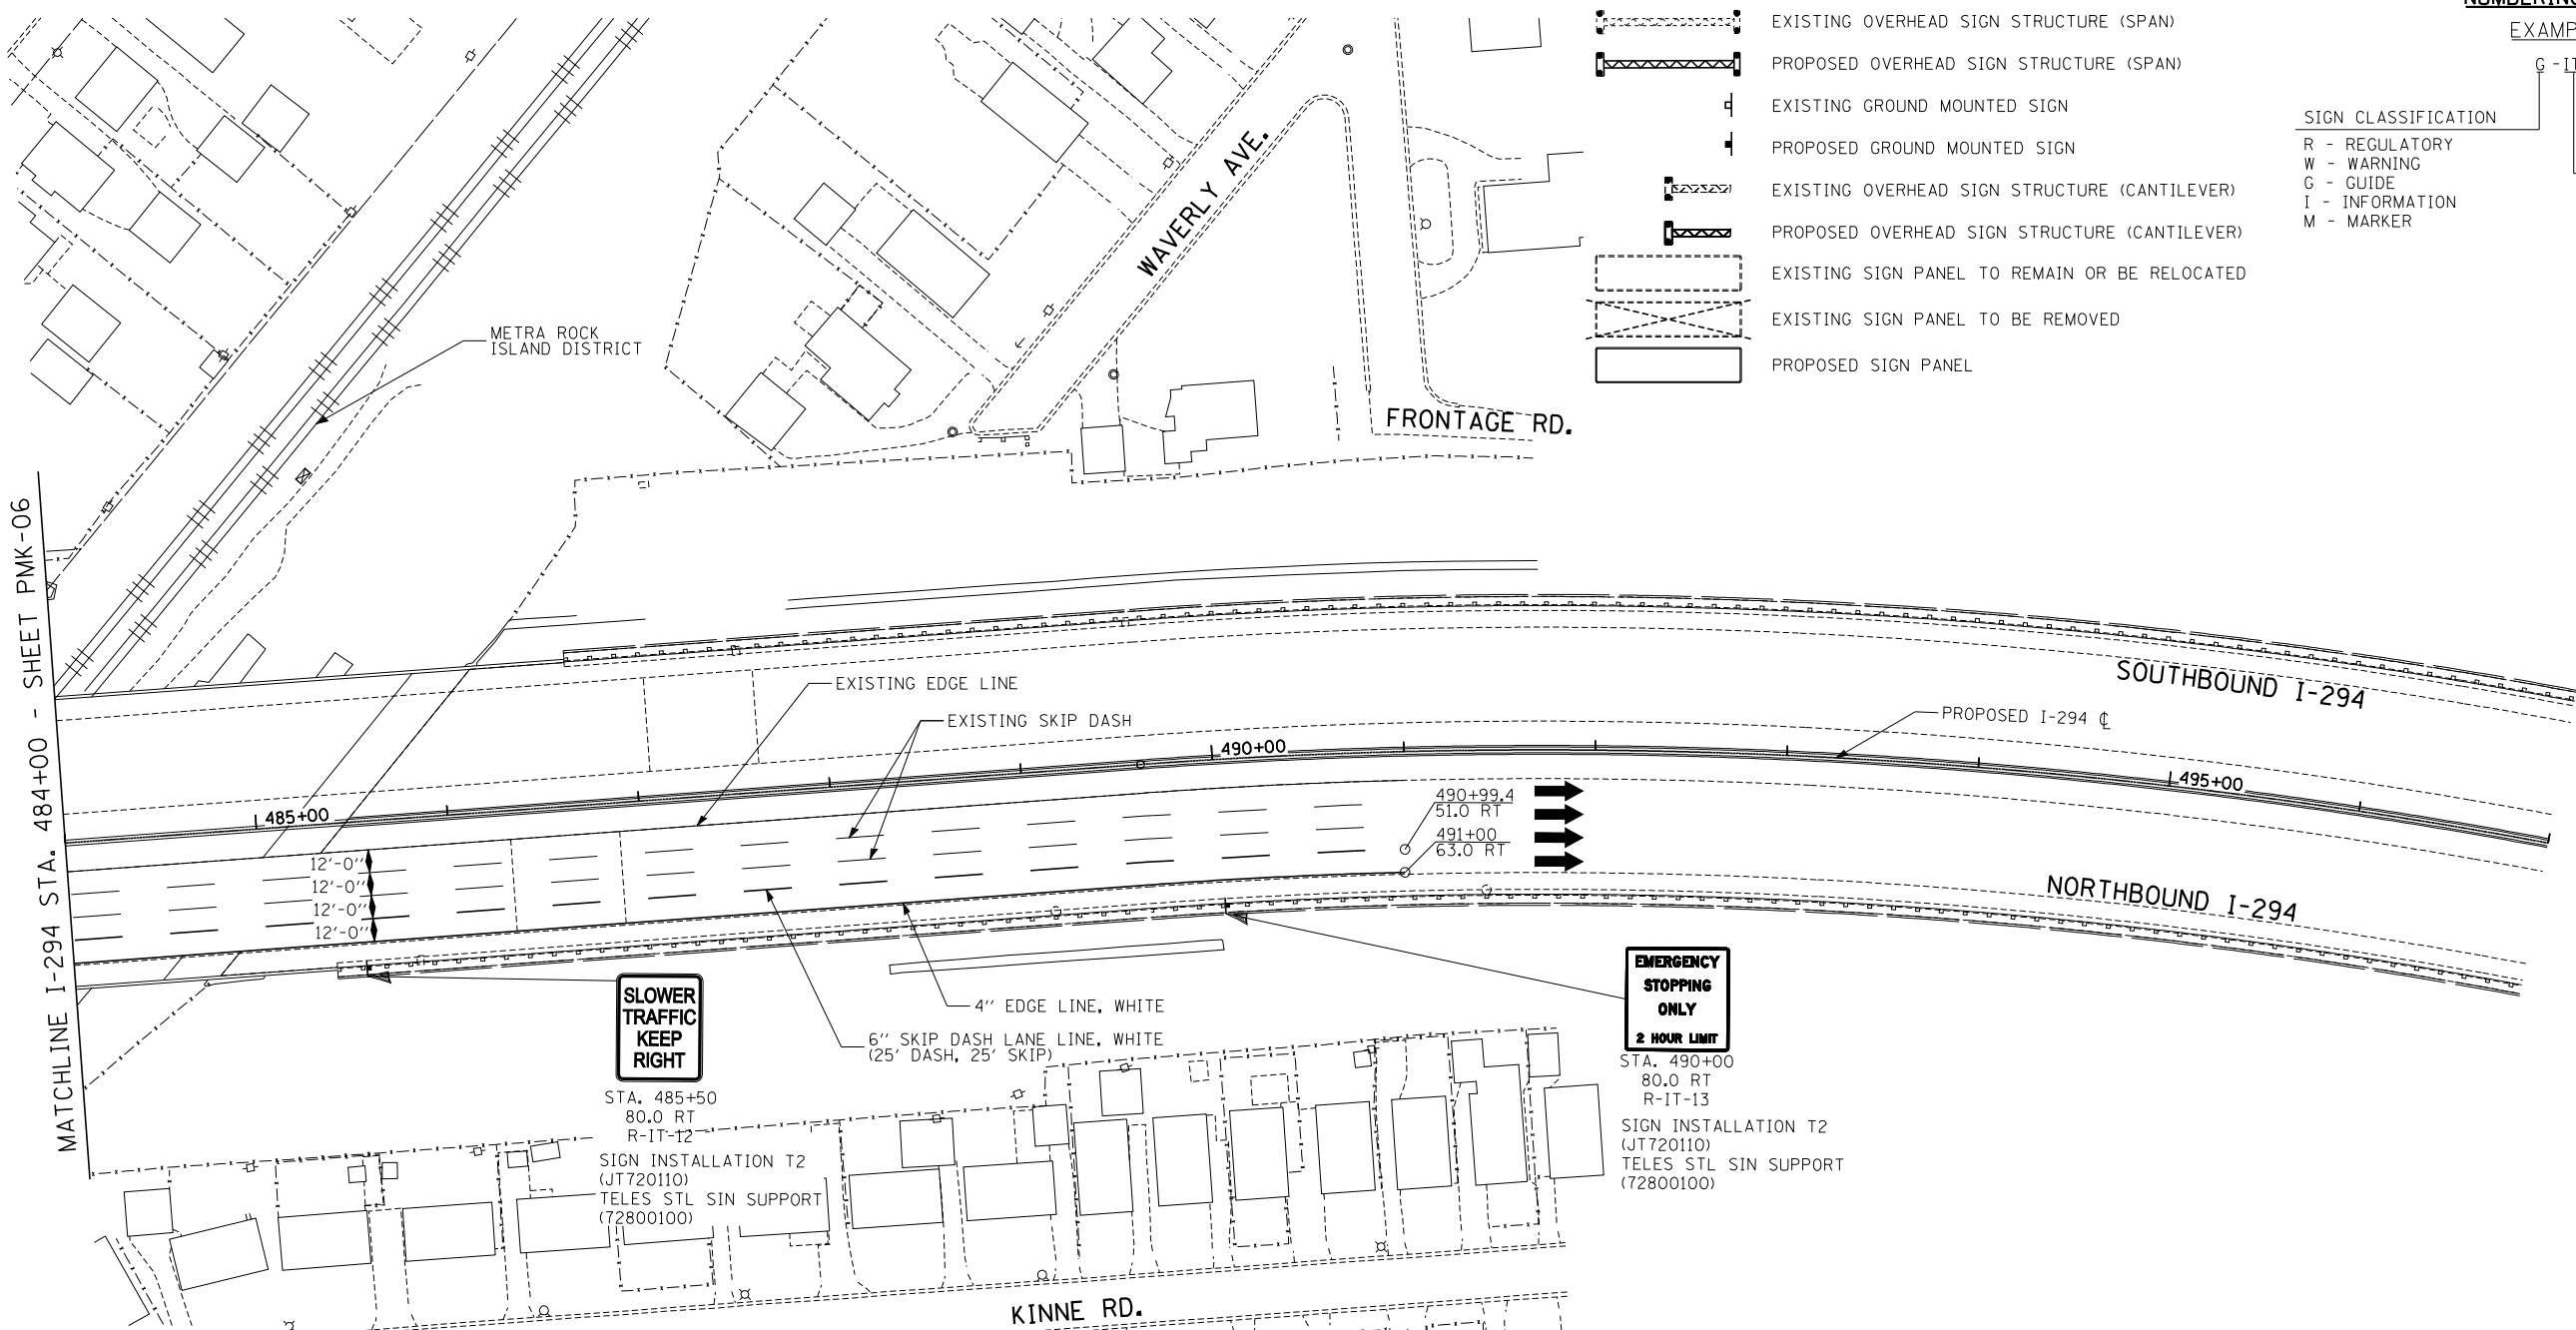 NUMBERING
EXAMP
G -IT
EXISTING OVERHEAD SIGN STRUCTURE (SPAN)
PROPOSED OVERHEAD SIGN STRUCTURE (SPAN)
EXISTING GROUND MOUNTED SIGN
PROPOSED GROUND MOUNTED SIGN
EXISTING OVERHEAD SIGN STRUCTURE (CANTILEVER)
PROPOSED OVERHEAD SIGN STRUCTURE (CANTILEVER)
EXISTING SIGN PANEL TO REMAIN OR BE RELOCATED
EXISTING SIGN PANEL TO BE REMOVED
PROPOSED SIGN PANEL
SIGN CLASSIFICATION
R - REGULATORY
W - WARNING
G - GUIDE
I - INFORMATION
M - MARKER
WAVERLY AVE.
METRA ROCK
ISLAND DISTRICT
FRONTAGE RD.
MATCHLINE I-294 STA. 484+00 - SHEET PMK-06
EXISTING EDGE LINE
EXISTING SKIP DASH
SOUTHBOUND I-294
PROPOSED I-294 ℄
485+00
490+00
495+00
490+99.4
51.0 RT
491+00
63.0 RT
12'-0"
12'-0"
12'-0"
12'-0"
NORTHBOUND I-294
4" EDGE LINE, WHITE
6" SKIP DASH LANE LINE, WHITE
(25' DASH, 25' SKIP)
SLOWER
TRAFFIC
KEEP
RIGHT
STA. 485+50
80.0 RT
R-IT-12
SIGN INSTALLATION T2
(JT720110)
TELES STL SIN SUPPORT
(72800100)
EMERGENCY
STOPPING
ONLY
2 HOUR LIMIT
STA. 490+00
80.0 RT
R-IT-13
SIGN INSTALLATION T2
(JT720110)
TELES STL SIN SUPPORT
(72800100)
KINNE RD.